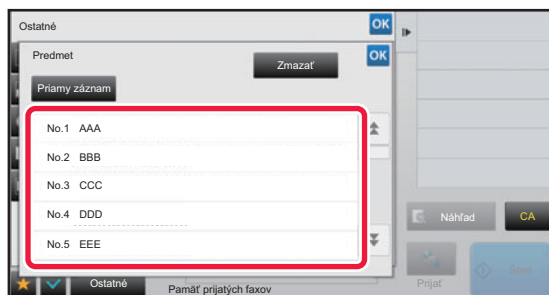 Ostatné
OK
Predmet
Zmazať
OK
Priamy záznam
No.1 AAA
No.2 BBB
No.3 CCC
No.4 DDD
No.5 EEE
Náhľad
CA
Ostatné
Pamäť prijatých faxov
Prijať
Štart